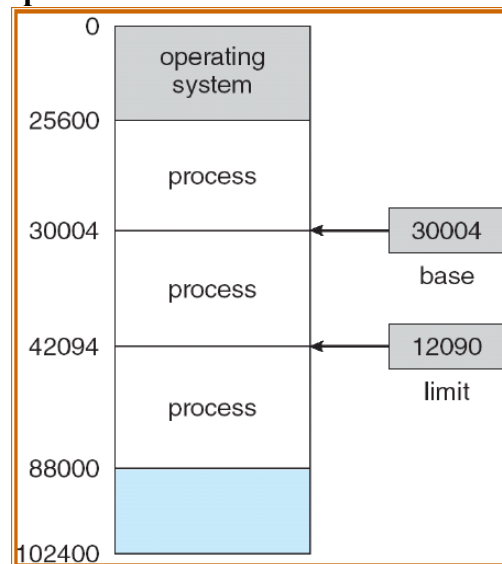 0
operating
system
25600
process
30004
30004
base
process
42094
12090
limit
process
88000
102400